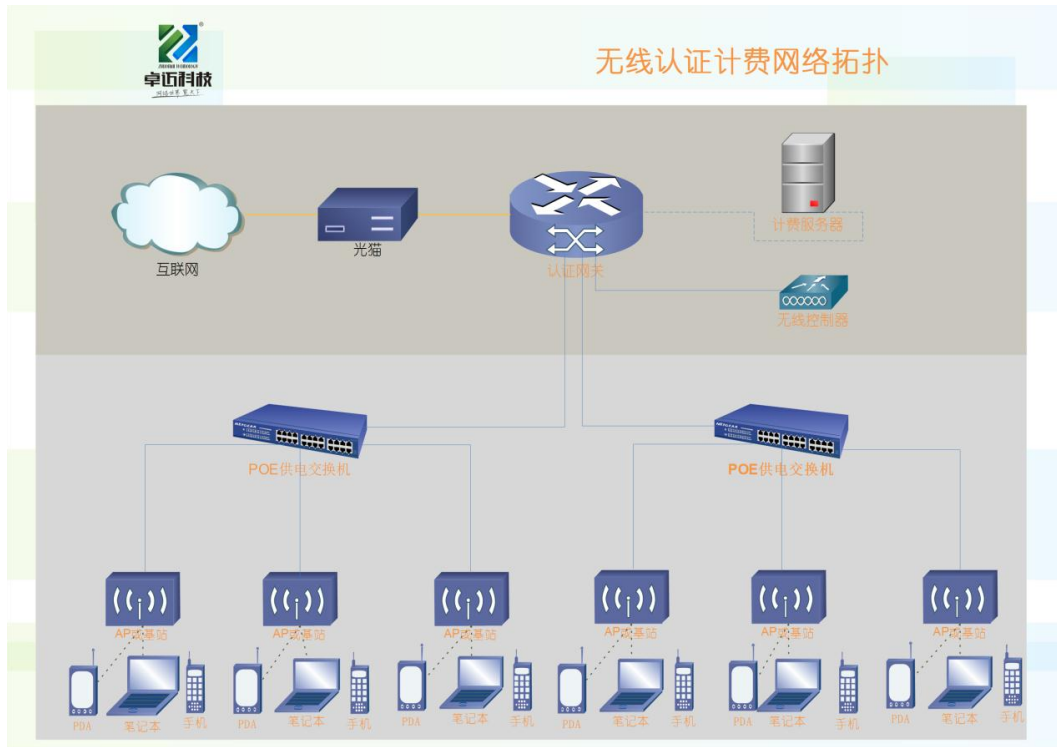 卓迈科技
无线认证计费网络拓扑
计费服务器
光猫
互联网
认证网关
无线控制器
POE供电交换机
POE供电交换机
AP或基站
AP或基站
AP或基站
AP或基站
AP或基站
AP或基站
PDA
笔记本
手机
PDA
笔记本
手机
PDA
笔记本
手机
PDA
笔记本
手机
PDA
笔记本
手机
PDA
笔记本
手机